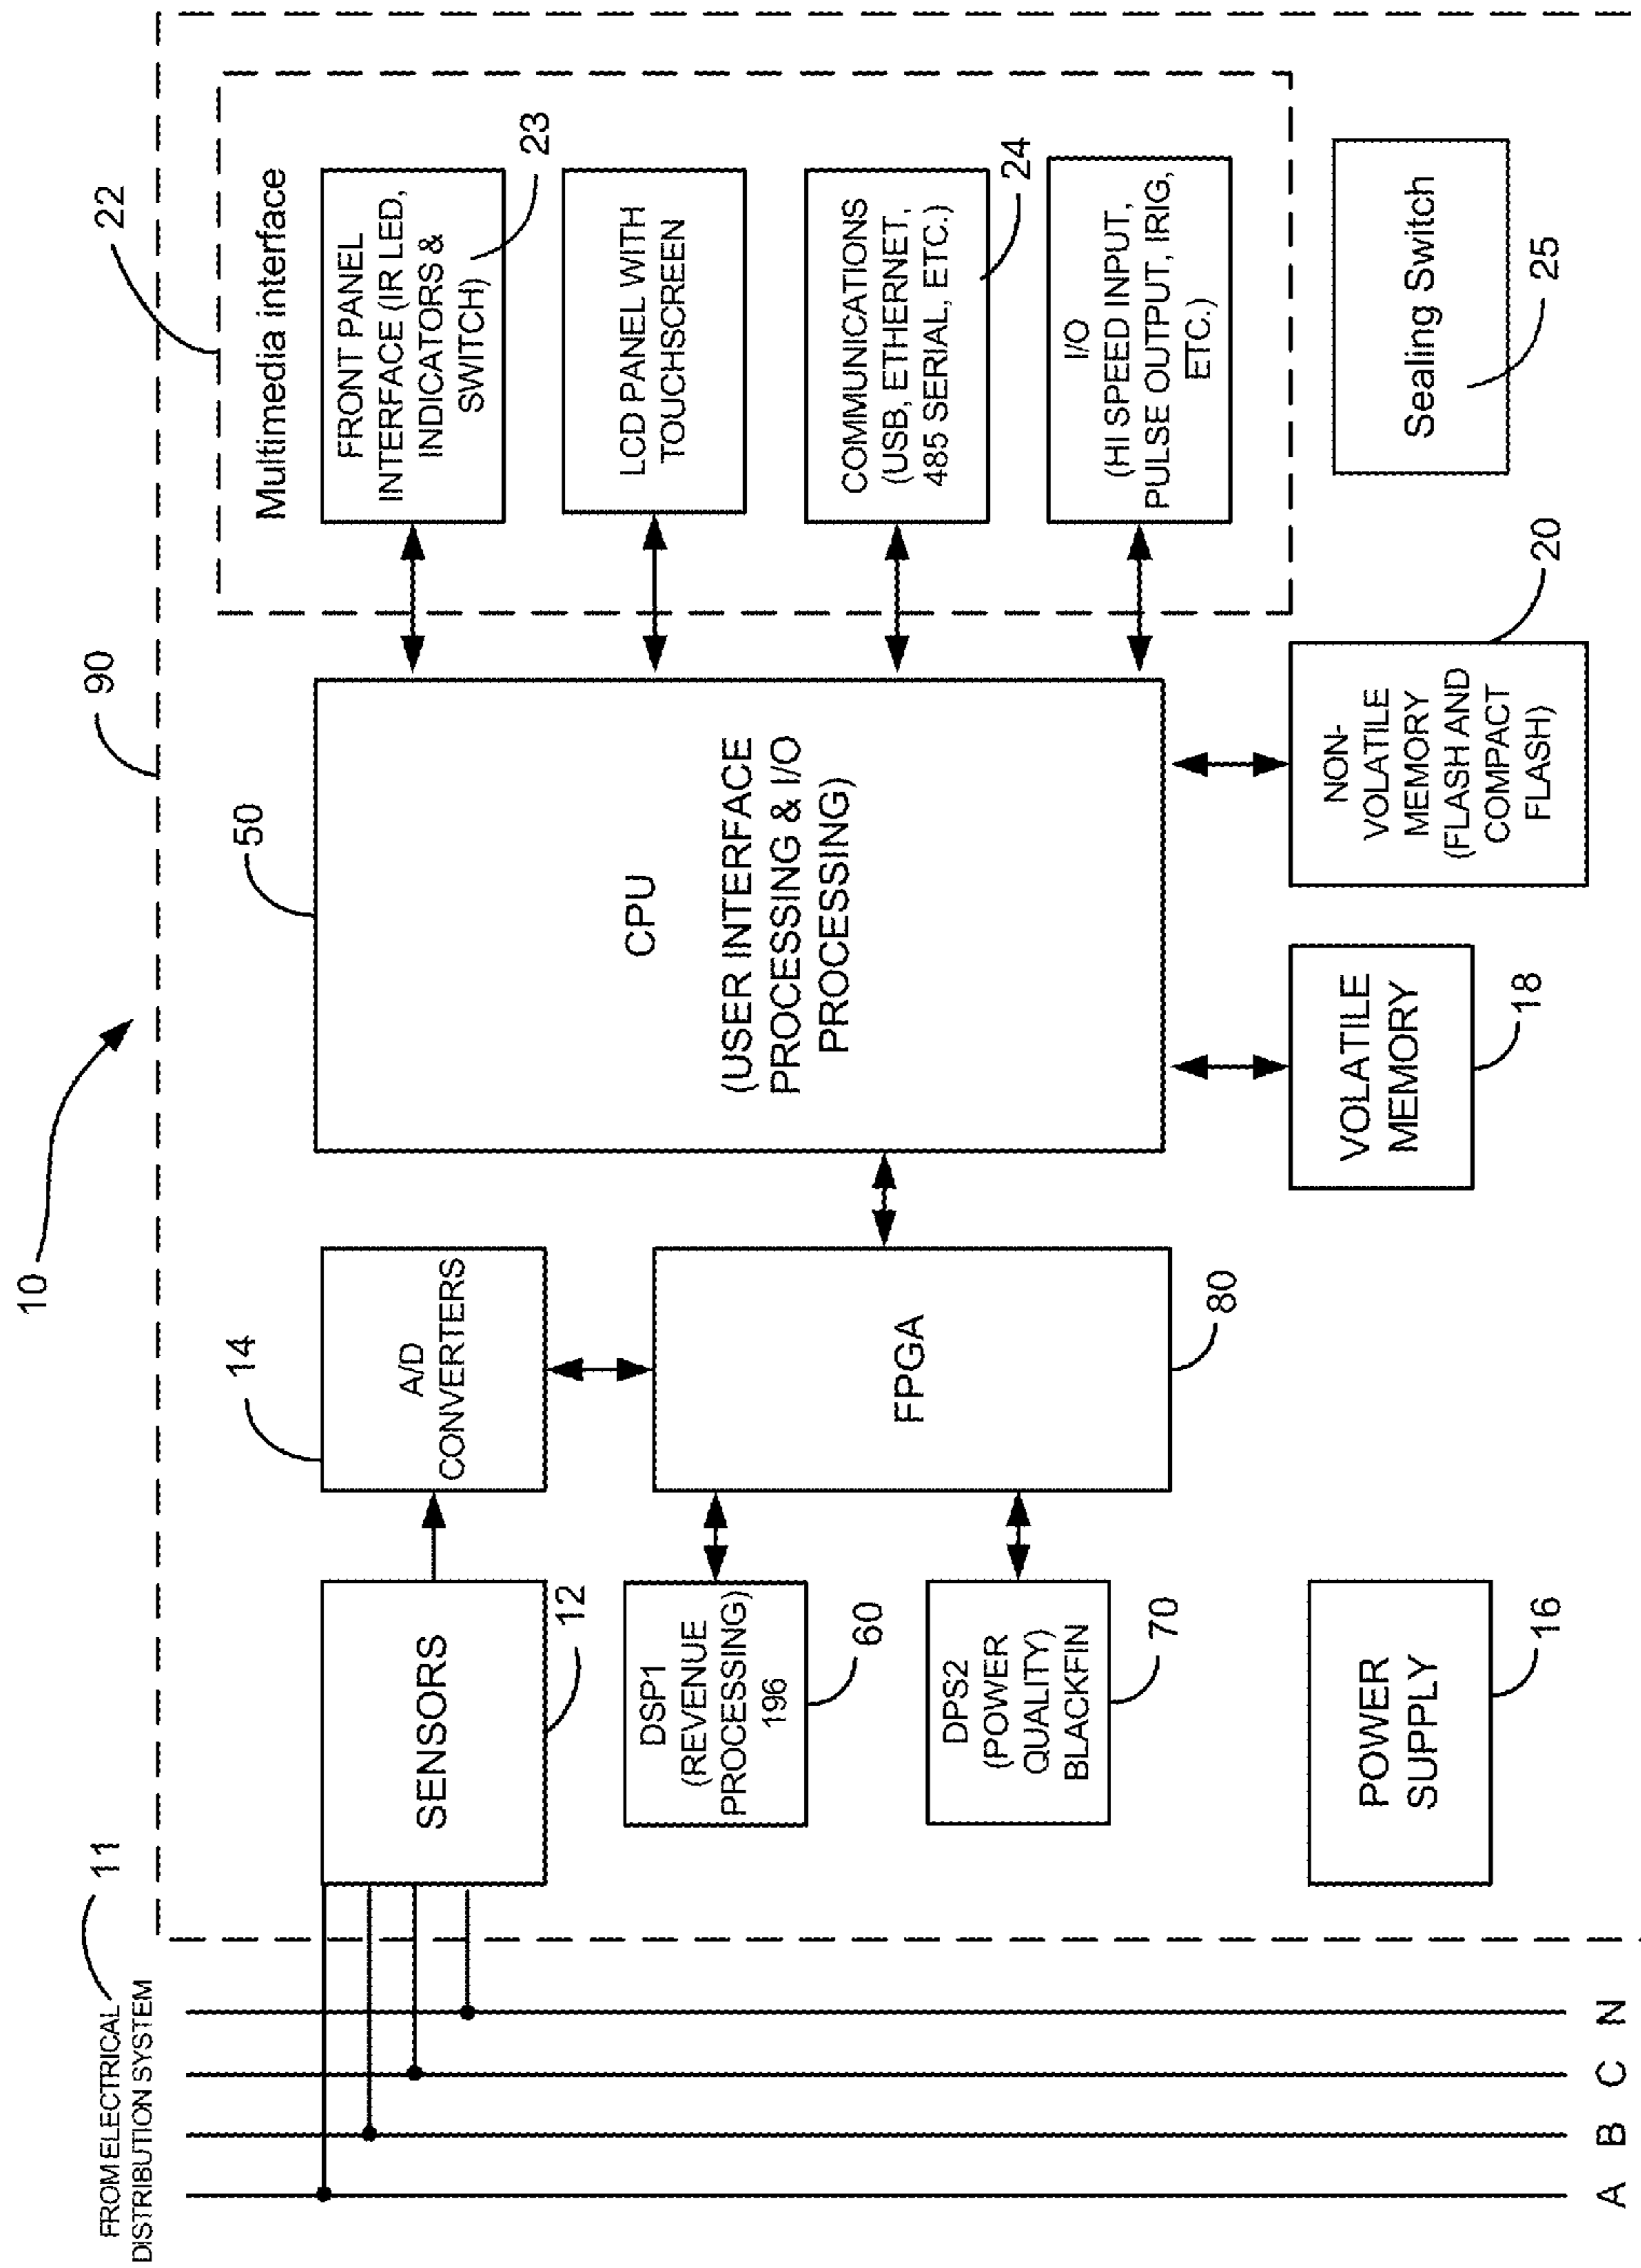 10
FROM ELECTRICAL
DISTRIBUTION SYSTEM
11
90
22
Multimedia interface
SENSORS
12
14
A/D
CONVERTERS
50
CPU
(USER INTERFACE
PROCESSING & I/O
PROCESSING)
FRONT PANEL
INTERFACE (IR LED,
INDICATORS &
SWITCH)
23
LCD PANEL WITH
TOUCHSCREEN
COMMUNICATIONS
(USB, ETHERNET,
485 SERIAL, ETC.)
24
I/O
(HI SPEED INPUT,
PULSE OUTPUT, IRIG,
ETC.)
DSP1
(REVENUE
PROCESSING)
196
60
DPS2
(POWER
QUALITY)
BLACKFIN
70
FPGA
80
POWER
SUPPLY
16
VOLATILE
MEMORY
18
NON-
VOLATILE
MEMORY
(FLASH AND
COMPACT
FLASH)
20
Sealing Switch
25
A B C N